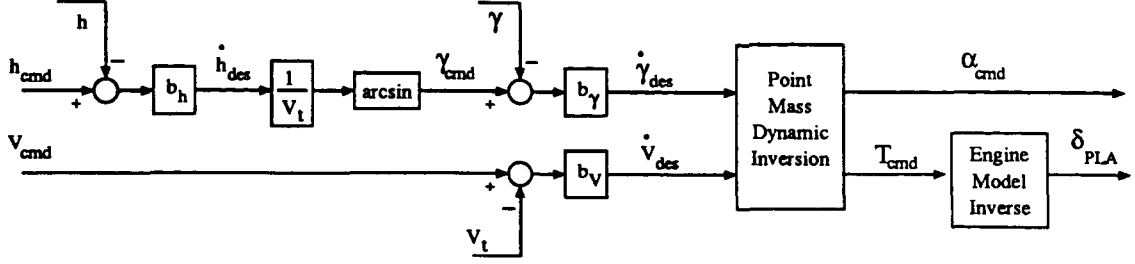 h
γ
−
−
h_cmd
+
b_h
ḣ_des
1
V_t
arcsin
γ_cmd
+
b_γ
γ̇_des
Point
Mass
Dynamic
Inversion
α_cmd
V_cmd
+
−
b_V
V̇_des
T_cmd
Engine
Model
Inverse
δ_PLA
V_t